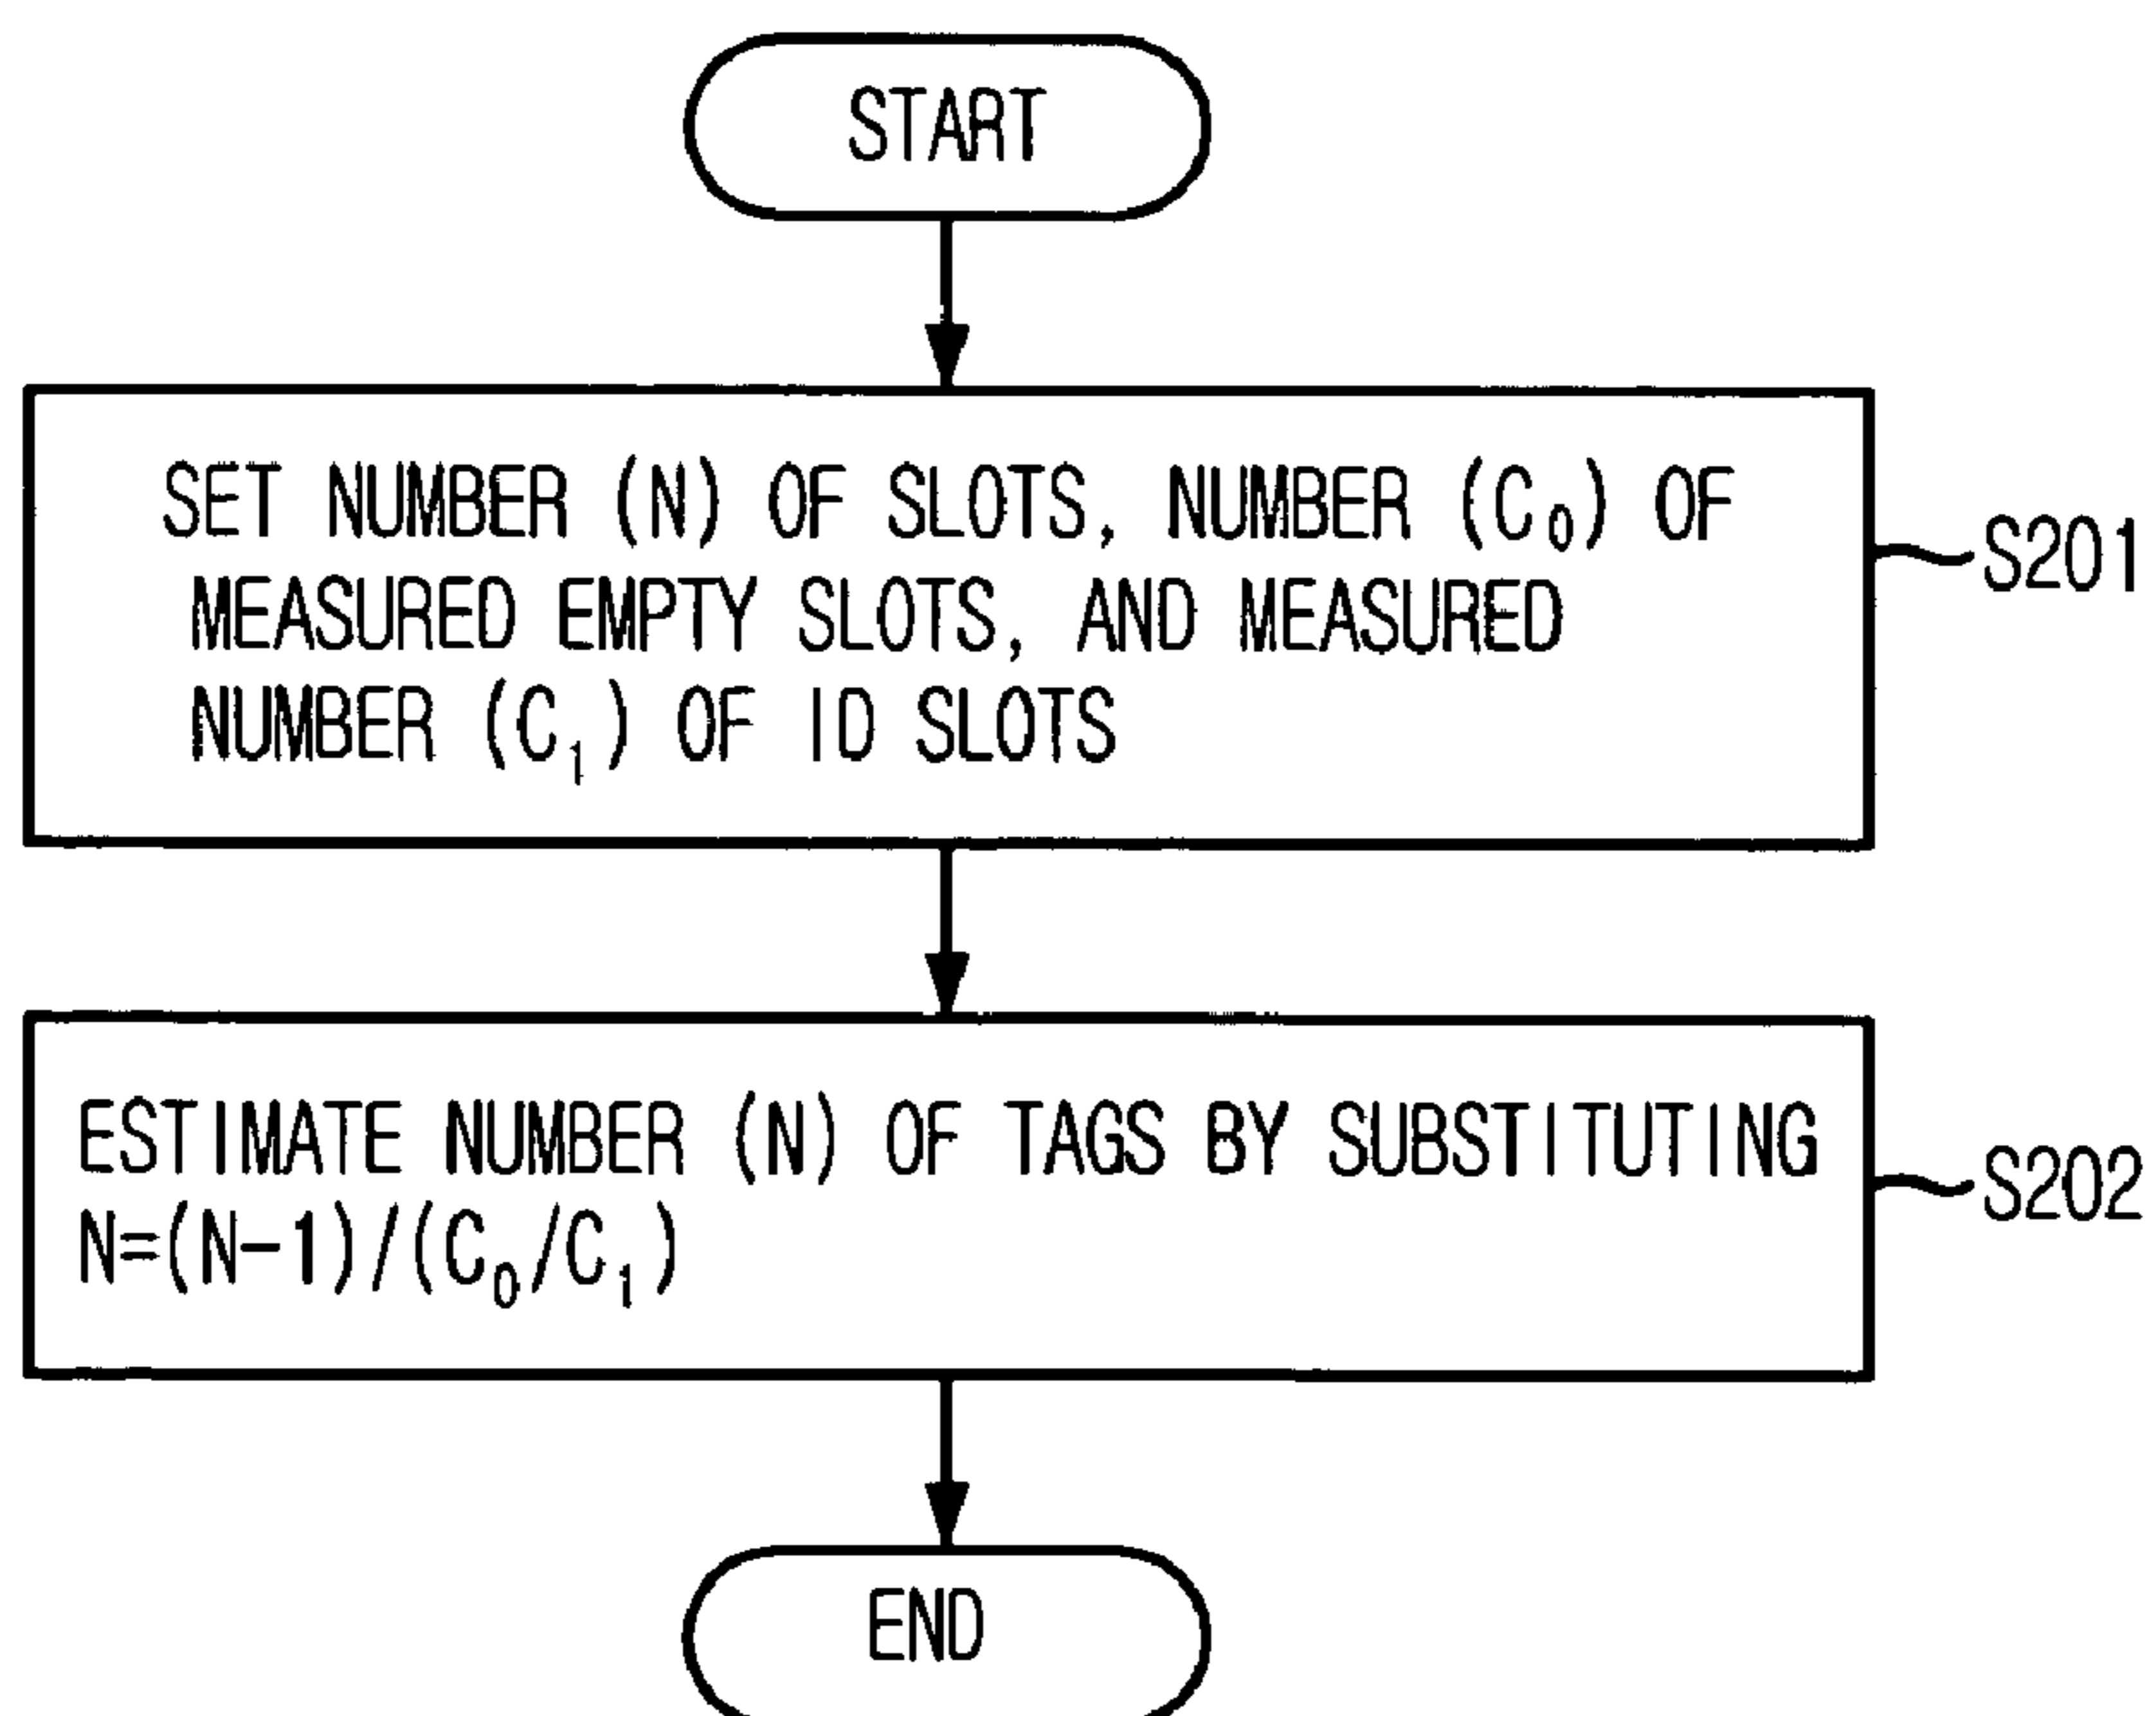 START
SET NUMBER (N) OF SLOTS, NUMBER (C₀) OF
MEASURED EMPTY SLOTS, AND MEASURED
NUMBER (C₁) OF ID SLOTS
S201
ESTIMATE NUMBER (N) OF TAGS BY SUBSTITUTING
N=(N-1)/(C₀/C₁)
S202
END